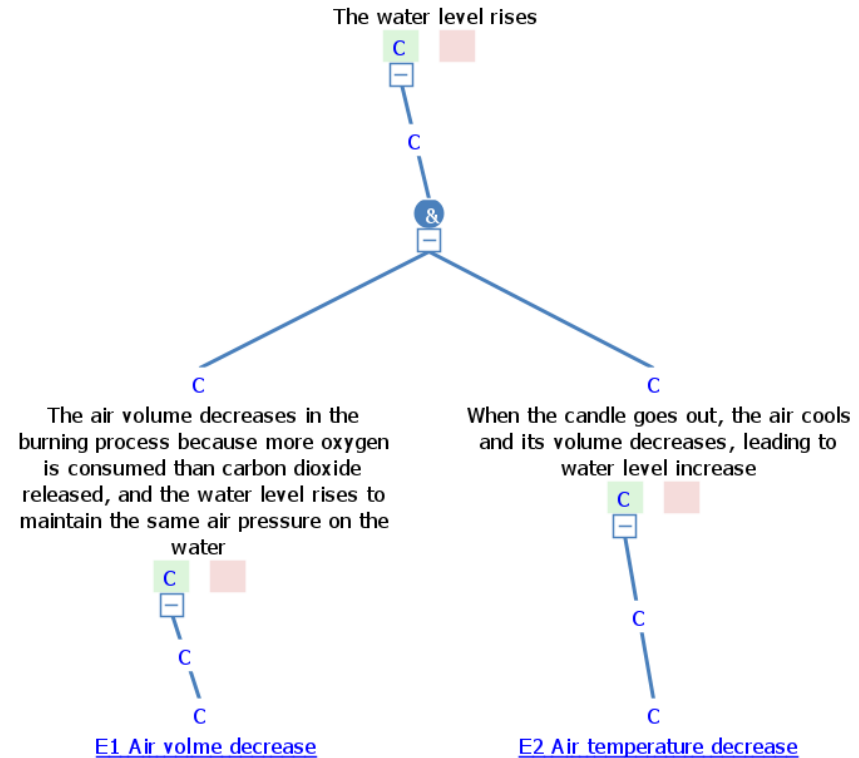 The water level rises
C
C
&
C
C
The air volume decreases in the
burning process because more oxygen
is consumed than carbon dioxide
released, and the water level rises to
maintain the same air pressure on the
water
When the candle goes out, the air cools
and its volume decreases, leading to
water level increase
C
C
C
C
C
C
E1 Air volme decrease
E2 Air temperature decrease